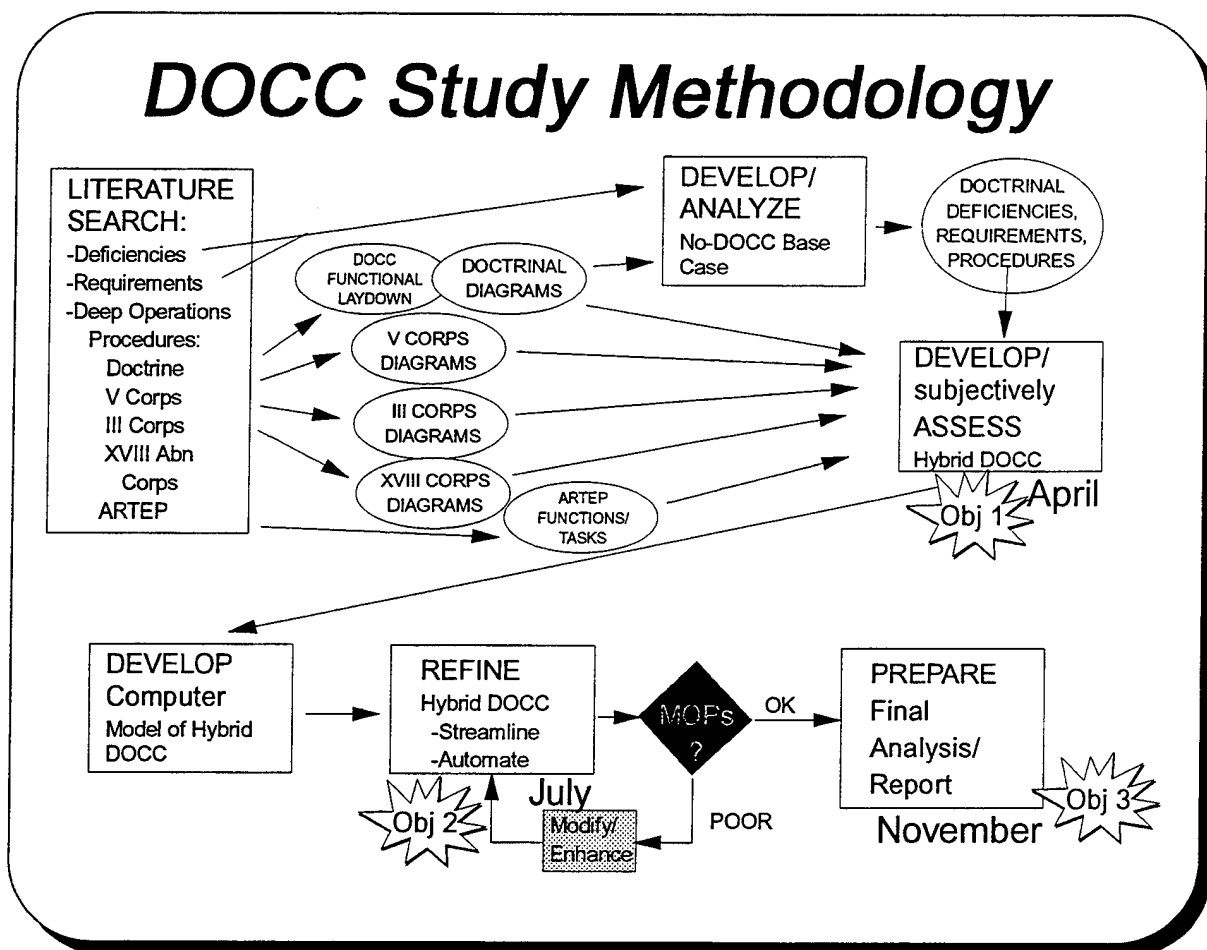 DOCC Study Methodology
LITERATURE
SEARCH:
-Deficiencies
-Requirements
-Deep Operations
Procedures:
Doctrine
V Corps
III Corps
XVIII Abn
Corps
ARTEP
DOCC
FUNCTIONAL
LAYDOWN
DOCTRINAL
DIAGRAMS
V CORPS
DIAGRAMS
III CORPS
DIAGRAMS
XVIII CORPS
DIAGRAMS
ARTEP
FUNCTIONS/
TASKS
DEVELOP/
ANALYZE
No-DOCC Base
Case
DOCTRINAL
DEFICIENCIES,
REQUIREMENTS,
PROCEDURES
DEVELOP/
subjectively
ASSESS
Hybrid DOCC
Obj 1
April
DEVELOP
Computer
Model of Hybrid
DOCC
REFINE
Hybrid DOCC
-Streamline
-Automate
Obj 2
July
Modify/
Enhance
MOPs
?
OK
POOR
PREPARE
Final
Analysis/
Report
Obj 3
November